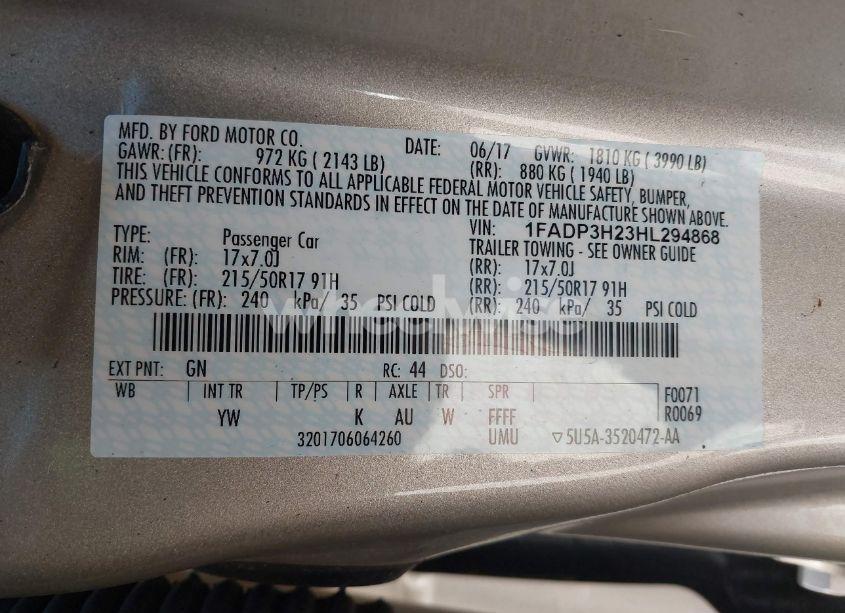 MFD. BY FORD MOTOR CO. DATE: 06/17 GVWR: 1810 KG ( 3990 LB)
GAWR: (FR): 972 KG ( 2143 LB) (RR): 880 KG ( 1940 LB)
THIS VEHICLE CONFORMS TO ALL APPLICABLE FEDERAL MOTOR VEHICLE SAFETY, BUMPER,
AND THEFT PREVENTION STANDARDS IN EFFECT ON THE DATE OF MANUFACTURE SHOWN ABOVE.
VIN: 1FADP3H23HL294868
TYPE: Passenger Car TRAILER TOWING - SEE OWNER GUIDE
RIM: (FR): 17x7.0J (RR): 17x7.0J
TIRE: (FR): 215/50R17 91H (RR): 215/50R17 91H
PRESSURE: (FR): 240 kPa/ 35 PSI COLD (RR): 240 kPa/ 35 PSI COLD
EXT PNT: GN RC: 44 DSO:
WB INT TR TP/PS R AXLE TR SPR F0071
YW K AU W FFFF R0069
3201706064260 UMU ▽5U5A-3520472-AA